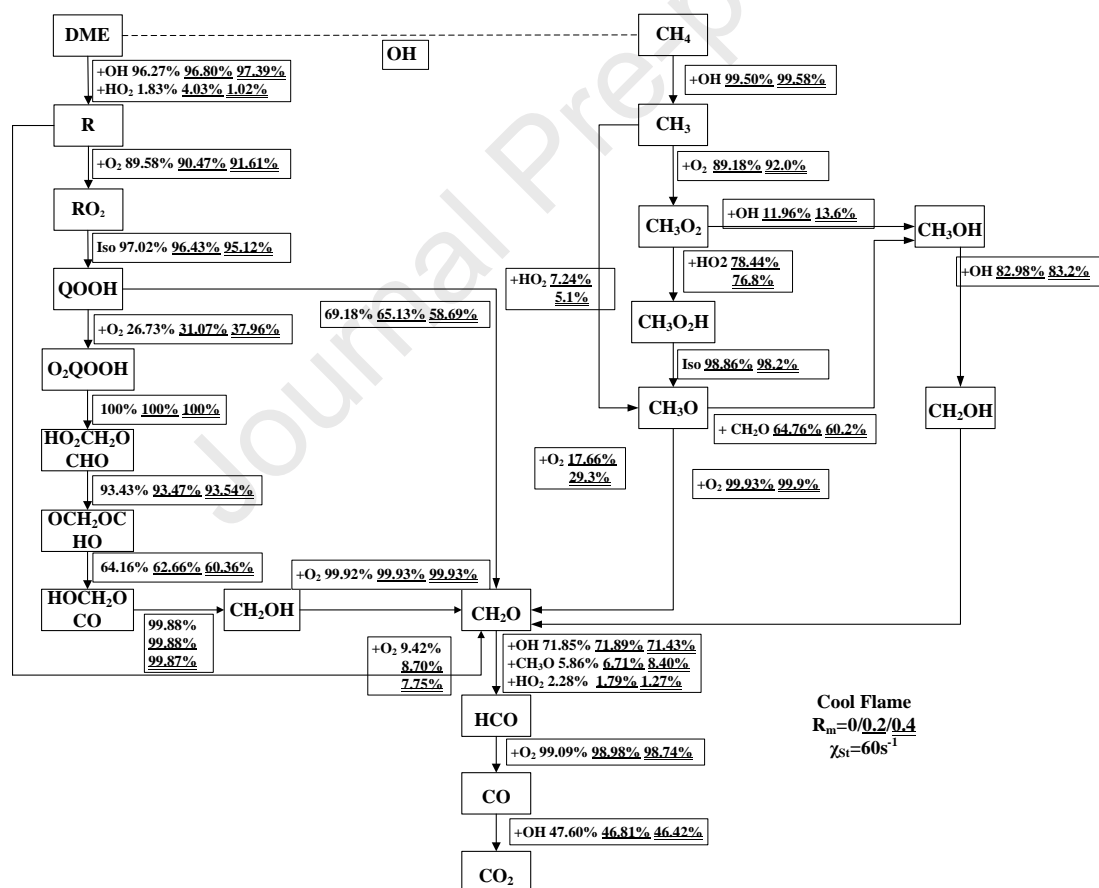 DME
OH
CH₄
+OH 96.27% 96.80% 97.39%
+HO₂ 1.83% 4.03% 1.02%
+OH 99.50% 99.58%
R
CH₃
+O₂ 89.58% 90.47% 91.61%
+O₂ 89.18% 92.0%
RO₂
CH₃O₂
+OH 11.96% 13.6%
CH₃OH
Iso 97.02% 96.43% 95.12%
+HO₂ 7.24%
5.1%
+HO2 78.44%
76.8%
+OH 82.98% 83.2%
QOOH
69.18% 65.13% 58.69%
CH₃O₂H
+O₂ 26.73% 31.07% 37.96%
Iso 98.86% 98.2%
O₂QOOH
CH₃O
CH₂OH
100% 100% 100%
+ CH₂O 64.76% 60.2%
HO₂CH₂O
CHO
+O₂ 17.66%
29.3%
+O₂ 99.93% 99.9%
93.43% 93.47% 93.54%
OCH₂OC
HO
64.16% 62.66% 60.36%
+O₂ 99.92% 99.93% 99.93%
HOCH₂O
CO
CH₂OH
CH₂O
99.88%
99.88%
99.87%
+O₂ 9.42%
8.70%
7.75%
+OH 71.85% 71.89% 71.43%
+CH₃O 5.86% 6.71% 8.40%
+HO₂ 2.28% 1.79% 1.27%
HCO
Cool Flame
Rₘ=0/0.2/0.4
χSt=60s⁻¹
+O₂ 99.09% 98.98% 98.74%
CO
+OH 47.60% 46.81% 46.42%
CO₂
Journal Pre-p